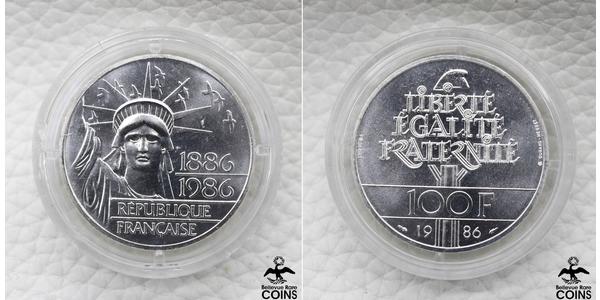 1886
1986
RÉPUBLIQUE
FRANÇAISE
Bellevue Rare
COINS
LIBERTÉ
ÉGALITÉ
FRATERNITÉ
100F
19 86
Bellevue Rare
COINS